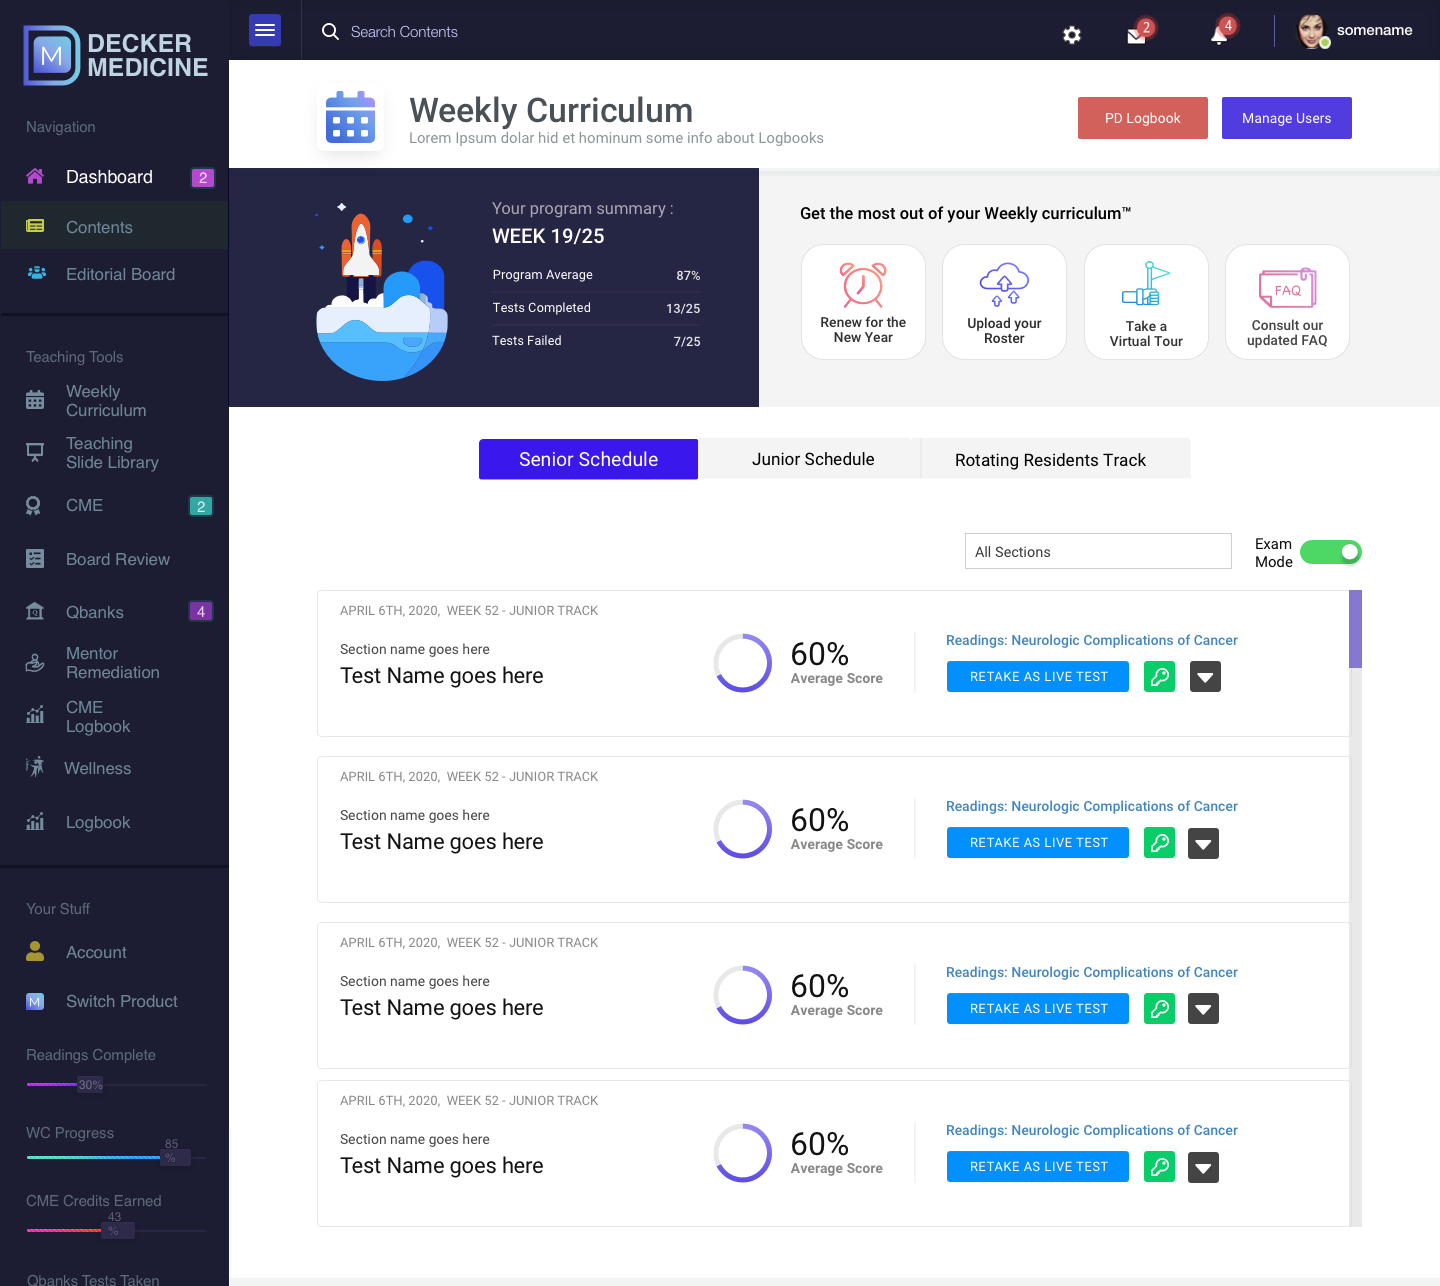 DECKER
MEDICINE
M
Search Contents
2
4
somename
Navigation
Dashboard
2
Contents
Editorial Board
Teaching Tools
Weekly
Curriculum
Teaching
Slide Library
CME
2
Board Review
Qbanks
4
Mentor
Remediation
CME
Logbook
Wellness
Logbook
Your Stuff
Account
M
Switch Product
Readings Complete
30%
WC Progress
85
%
CME Credits Earned
43
%
Qbanks Tests Taken
Weekly Curriculum
Lorem Ipsum dolar hid et hominum some info about Logbooks
PD Logbook
Manage Users
Your program summary :
WEEK 19/25
Program Average
87%
Tests Completed
13/25
Tests Failed
7/25
Get the most out of your Weekly curriculum™
Renew for the
New Year
Upload your
Roster
Take a
Virtual Tour
FAQ
Consult our
updated FAQ
Senior Schedule
Junior Schedule
Rotating Residents Track
All Sections
Exam
Mode
APRIL 6TH, 2020,  WEEK 52 - JUNIOR TRACK
Section name goes here
Test Name goes here
60%
Average Score
Readings: Neurologic Complications of Cancer
RETAKE AS LIVE TEST
APRIL 6TH, 2020,  WEEK 52 - JUNIOR TRACK
Section name goes here
Test Name goes here
60%
Average Score
Readings: Neurologic Complications of Cancer
RETAKE AS LIVE TEST
APRIL 6TH, 2020,  WEEK 52 - JUNIOR TRACK
Section name goes here
Test Name goes here
60%
Average Score
Readings: Neurologic Complications of Cancer
RETAKE AS LIVE TEST
APRIL 6TH, 2020,  WEEK 52 - JUNIOR TRACK
Section name goes here
Test Name goes here
60%
Average Score
Readings: Neurologic Complications of Cancer
RETAKE AS LIVE TEST